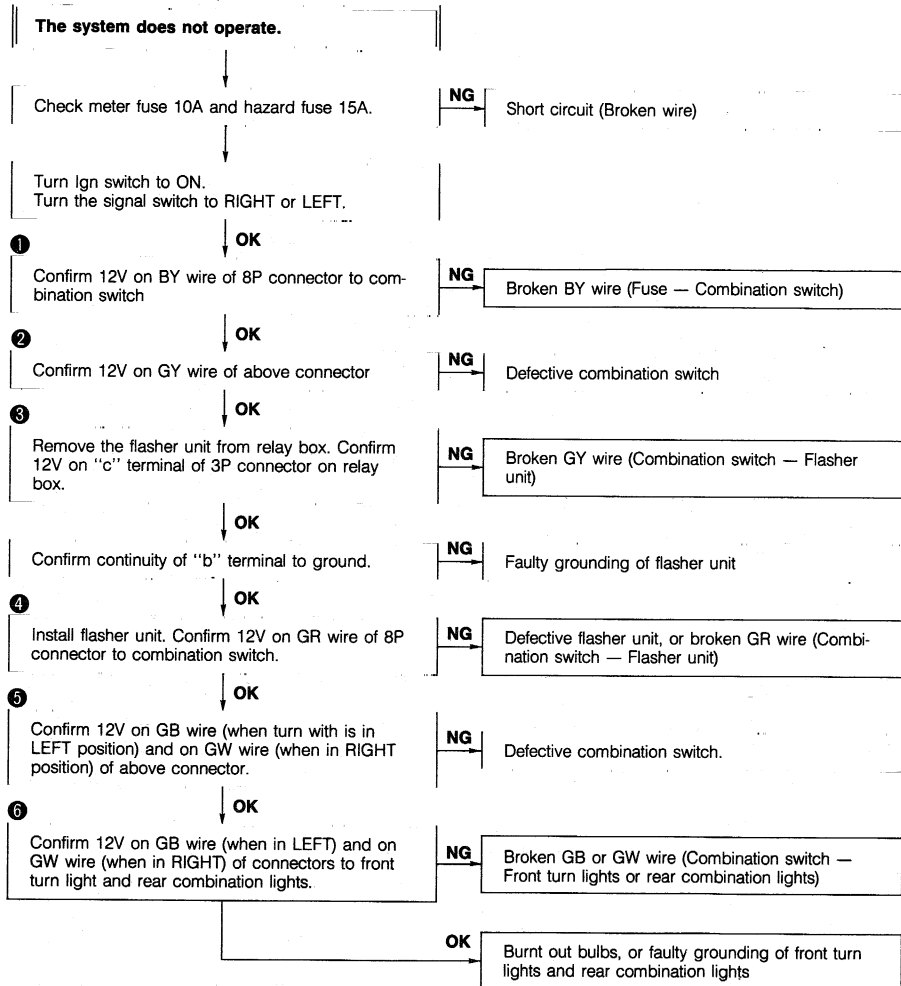 The system does not operate.
Check meter fuse 10A and hazard fuse 15A.
NG
Short circuit (Broken wire)
Turn Ign switch to ON.
Turn the signal switch to RIGHT or LEFT.
OK
1
Confirm 12V on BY wire of 8P connector to com-
bination switch
NG
Broken BY wire (Fuse — Combination switch)
OK
2
Confirm 12V on GY wire of above connector
NG
Defective combination switch
OK
3
Remove the flasher unit from relay box. Confirm
12V on "c" terminal of 3P connector on relay
box.
NG
Broken GY wire (Combination switch — Flasher
unit)
OK
Confirm continuity of "b" terminal to ground.
NG
Faulty grounding of flasher unit
OK
4
Install flasher unit. Confirm 12V on GR wire of 8P
connector to combination switch.
NG
Defective flasher unit, or broken GR wire (Combi-
nation switch — Flasher unit)
OK
5
Confirm 12V on GB wire (when turn with is in
LEFT position) and on GW wire (when in RIGHT
position) of above connector.
NG
Defective combination switch.
OK
6
Confirm 12V on GB wire (when in LEFT) and on
GW wire (when in RIGHT) of connectors to front
turn light and rear combination lights.
NG
Broken GB or GW wire (Combination switch —
Front turn lights or rear combination lights)
OK
Burnt out bulbs, or faulty grounding of front turn
lights and rear combination lights